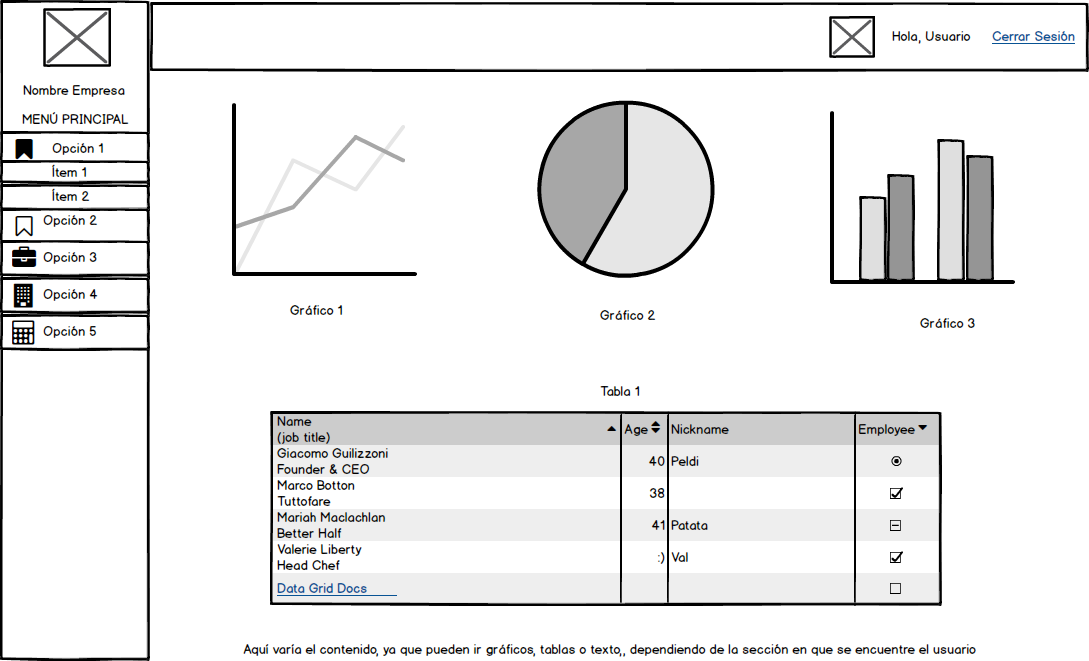 Hola, Usuario
Cerrar Sesión
Nombre Empresa
MENÚ PRINCIPAL
Opción 1
Ítem 1
Ítem 2
Opción 2
Opción 3
Opción 4
Opción 5
Gráfico 1
Gráfico 2
Gráfico 3
Tabla 1
Name
(job title)
Age
Nickname
Employee
Giacomo Guilizzoni
Founder & CEO
40
Peldi
Marco Botton
Tuttofare
38
Mariah Maclachlan
Better Half
41
Patata
Valerie Liberty
Head Chef
:)
Val
Data Grid Docs
Aquí varía el contenido, ya que pueden ir gráficos, tablas o texto,, dependiendo de la sección en que se encuentre el usuario